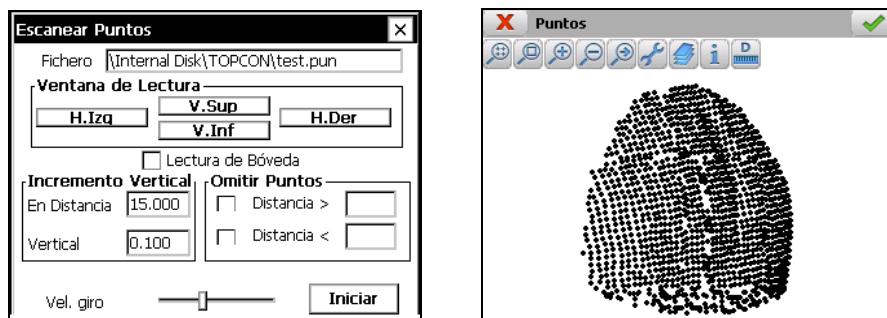 Escanear Puntos
Fichero \Internal Disk\TOPCON\test.pun
Ventana de Lectura
H.Izq V.Sup H.Der
V.Inf
Lectura de Bóveda
Incremento Vertical Omitir Puntos
En Distancia 15.000 Distancia >
Vertical 0.100 Distancia <
Vel. giro Iniciar
X Puntos
i D